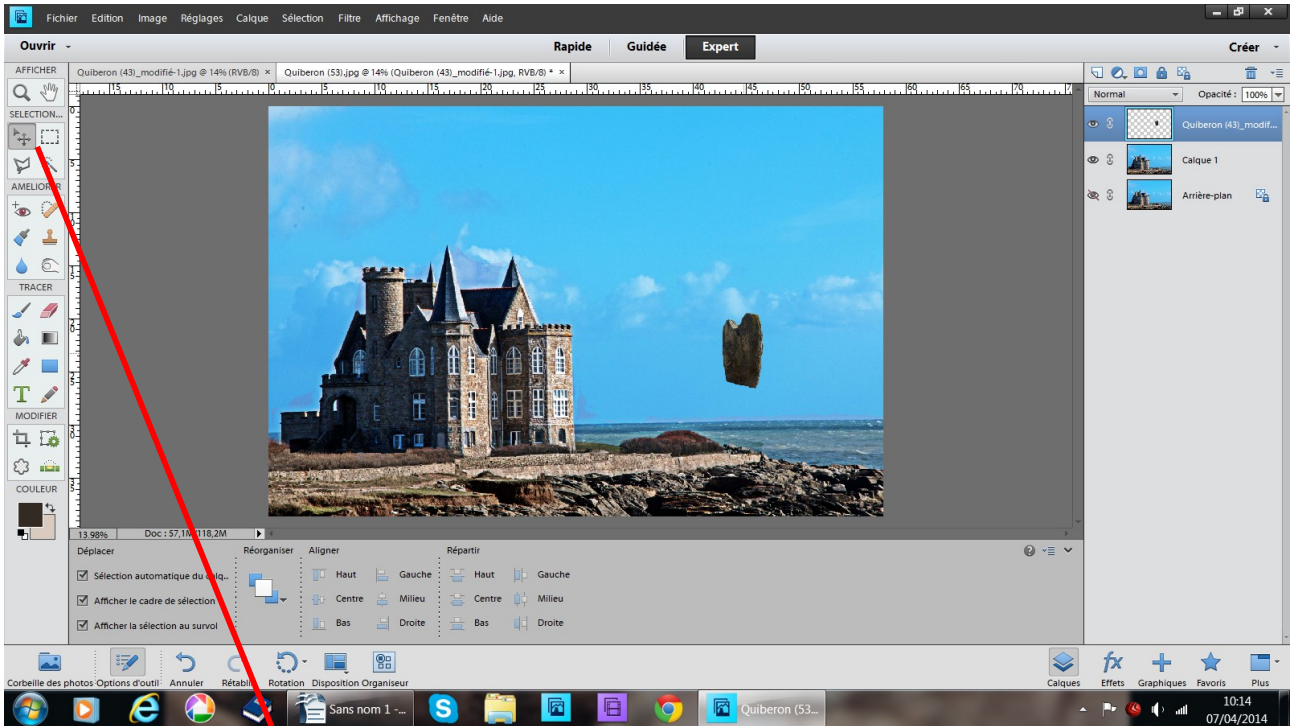 Fichier Edition Image Réglages Calque Sélection Filtre Affichage Fenêtre Aide
Ouvrir Rapide Guidée Expert Créer
AFFICHER
Quiberon (43)_modifié-1.jpg @ 14% (RVB/8) × Quiberon (53).jpg @ 14% (Quiberon (43)_modifié-1.jpg, RVB/8) * ×
Normal Opacité : 100%
SELECTION...
Quiberon (43)_modif...
Calque 1
AMELIORER
Arrière-plan
TRACER
MODIFIER
COULEUR
13.98% Doc : 57,1M/118,2M
Déplacer Réorganiser Aligner Répartir
Sélection automatique du calq.. Haut Gauche Haut Gauche
Afficher le cadre de sélection Centre Milieu Centre Milieu
Afficher la sélection au survol Bas Droite Bas Droite
Corbeille des photos Options d'outil Annuler Rétablir Rotation Disposition Organiseur Calques Effets Graphiques Favoris Plus
Sans nom 1 -... Quiberon (53...
10:14
07/04/2014